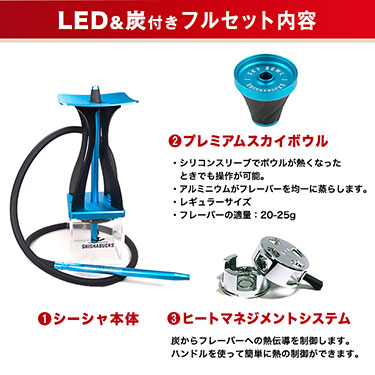 LED&炭付きフルセット内容
SKY BOWL
SHISHABUCKS
❷プレミアムスカイボウル
・シリコンスリーブでボウルが熱くなった
ときでも操作が可能。
・アルミニウムがフレーバーを均一に蒸らします。
・レギュラーサイズ
・フレーバーの適量：20-25g
SHISHABUCKS
❶シーシャ本体
❸ヒートマネジメントシステム
炭からフレーバーへの熱伝導を制御します。
ハンドルを使って簡単に熱の制御ができます。